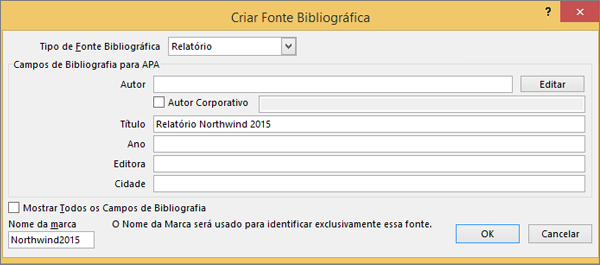 Criar Fonte Bibliográfica
? ×
Tipo de Fonte Bibliográfica Relatório
Campos de Bibliografia para APA
Autor Editar
Autor Corporativo
Título Relatório Northwind 2015
Ano
Editora
Cidade
Mostrar Todos os Campos de Bibliografia
Nome da marca O Nome da Marca será usado para identificar exclusivamente essa fonte.
Northwind2015 OK Cancelar